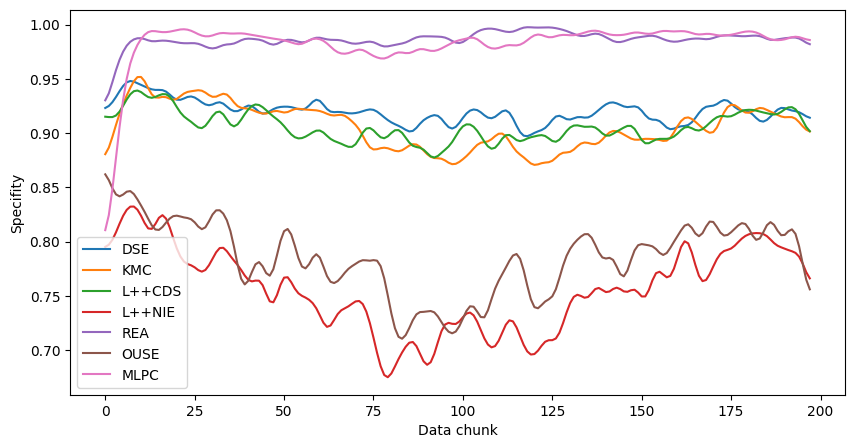 1.00
0.95
0.90
0.85
0.80
0.75
0.70
Specifity
DSE
KMC
L++CDS
L++NIE
REA
OUSE
MLPC
0 25 50 75 100 125 150 175 200
Data chunk